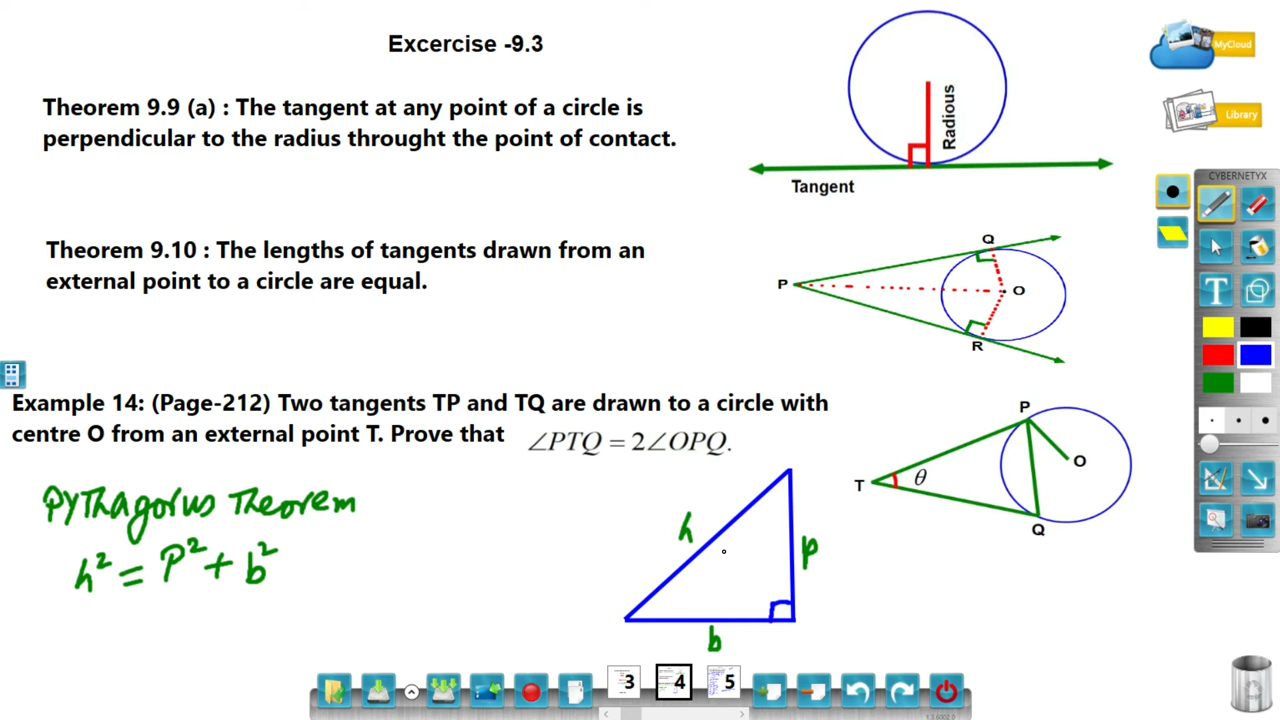 Excercise -9.3
Theorem 9.9 (a) : The tangent at any point of a circle is
perpendicular to the radius throught the point of contact.
Radious
Tangent
Theorem 9.10 : The lengths of tangents drawn from an
external point to a circle are equal.
Q
P
O
R
Example 14: (Page-212) Two tangents TP and TQ are drawn to a circle with
centre O from an external point T. Prove that ∠PTQ = 2∠OPQ.
P
O
T
θ
Q
Pythagorus Theorem
h² = P² + b²
h
p
b
MyCloud
Library
CYBERNETYX
T
3
4
5
1.3.0002.0